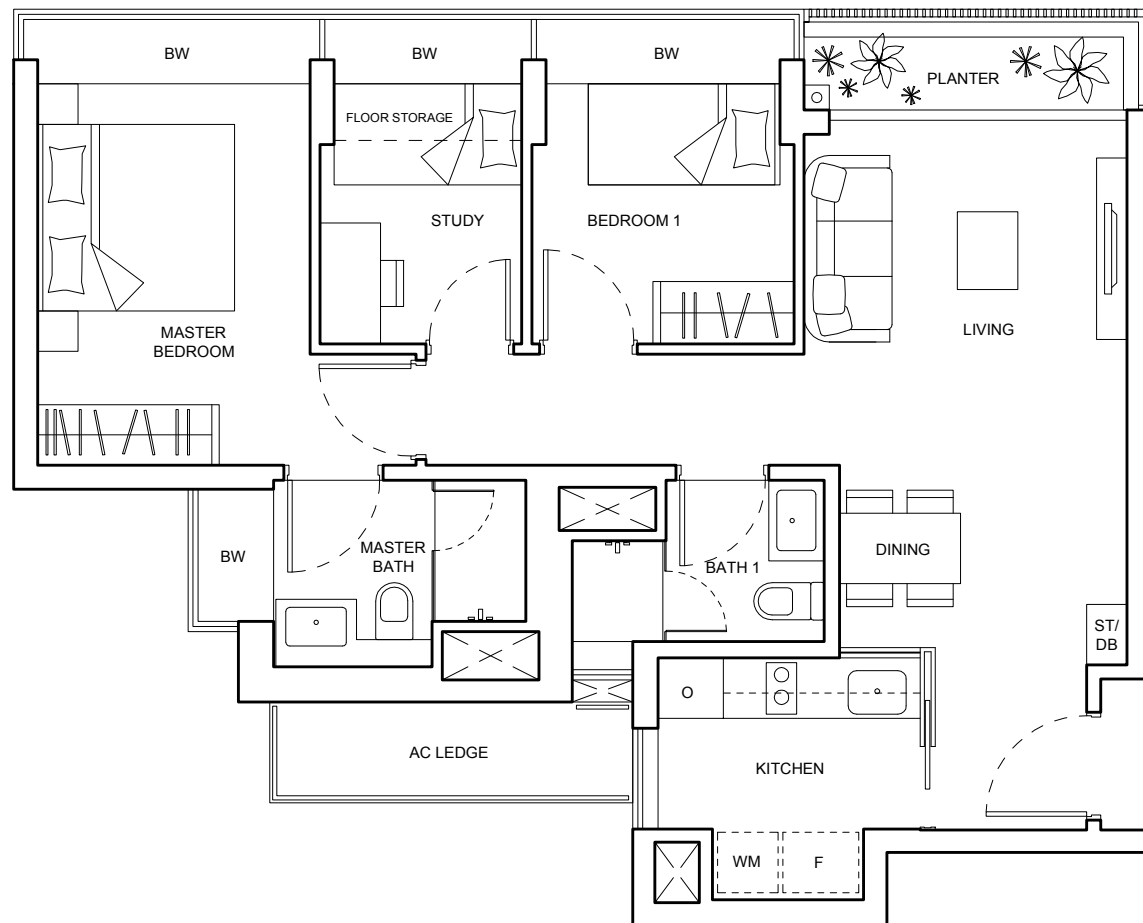 BW
BW
BW
PLANTER
FLOOR STORAGE
STUDY
BEDROOM 1
MASTER
BEDROOM
LIVING
BW
MASTER
BATH
BATH 1
DINING
ST/
DB
O
AC LEDGE
KITCHEN
WM
F